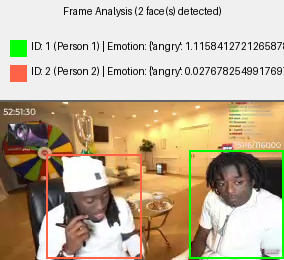 Frame Analysis (2 face(s) detected)
ID: 1 (Person 1) | Emotion: {'angry': 1.1158412721265878
ID: 2 (Person 2) | Emotion: {'angry': 0.0276782549917697
52:51:30
/116000